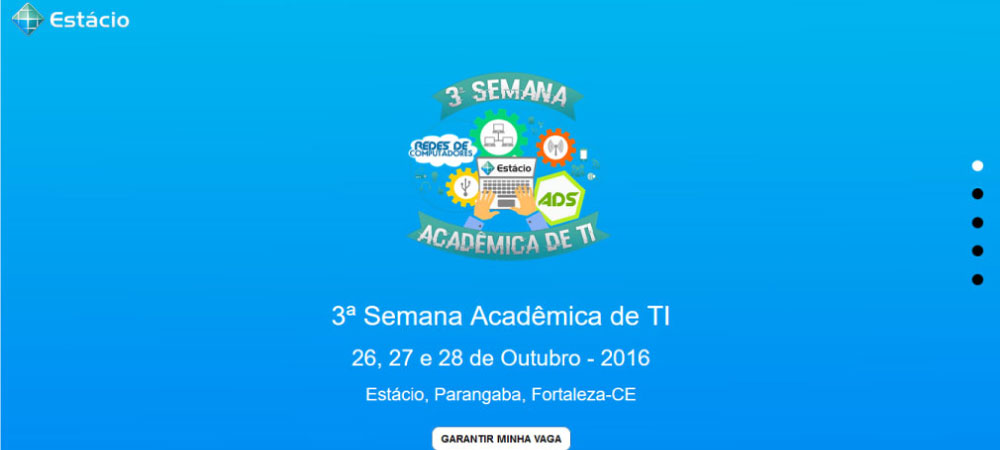 Estácio
3ª SEMANA
REDES DE
COMPUTADORES
Estácio
ADS
ACADÊMICA DE TI
3ª Semana Acadêmica de TI
26, 27 e 28 de Outubro - 2016
Estácio, Parangaba, Fortaleza-CE
GARANTIR MINHA VAGA